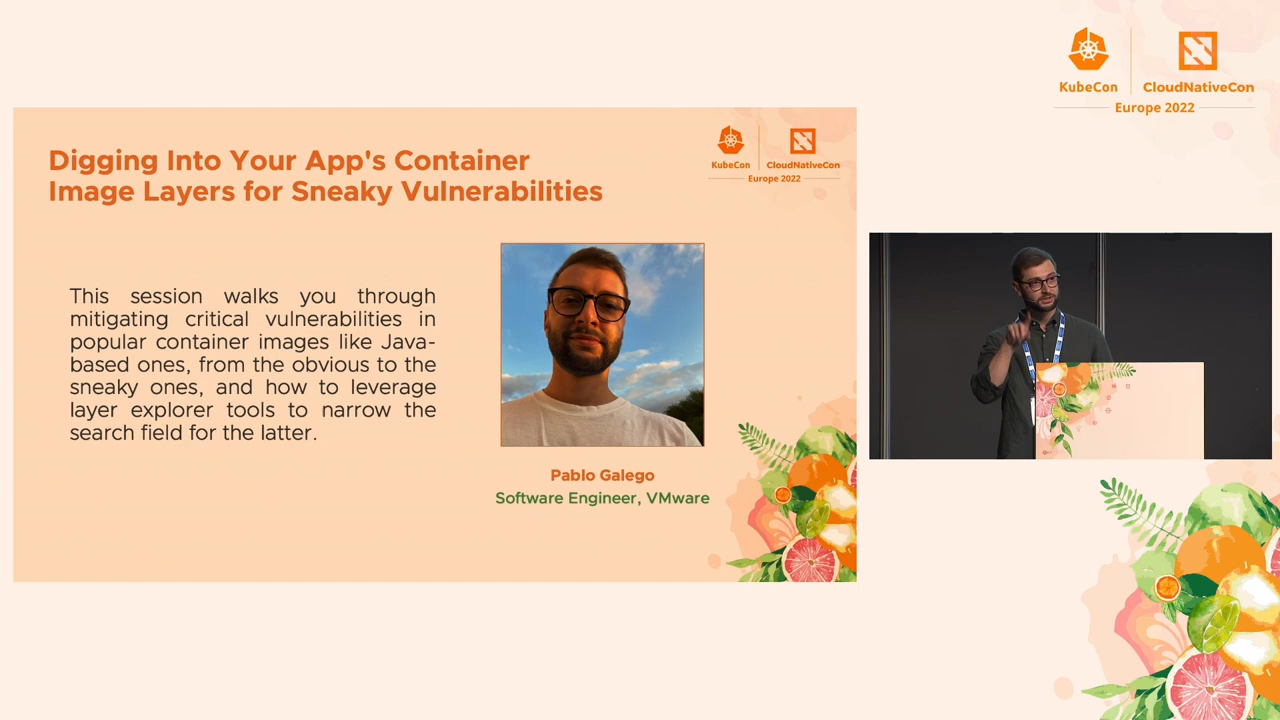 KubeCon
CloudNativeCon
Europe 2022
Digging Into Your App's Container
Image Layers for Sneaky Vulnerabilities
KubeCon
CloudNativeCon
Europe 2022
This session walks you through
mitigating critical vulnerabilities in
popular container images like Java-
based ones, from the obvious to the
sneaky ones, and how to leverage
layer explorer tools to narrow the
search field for the latter.
Pablo Galego
Software Engineer, VMware